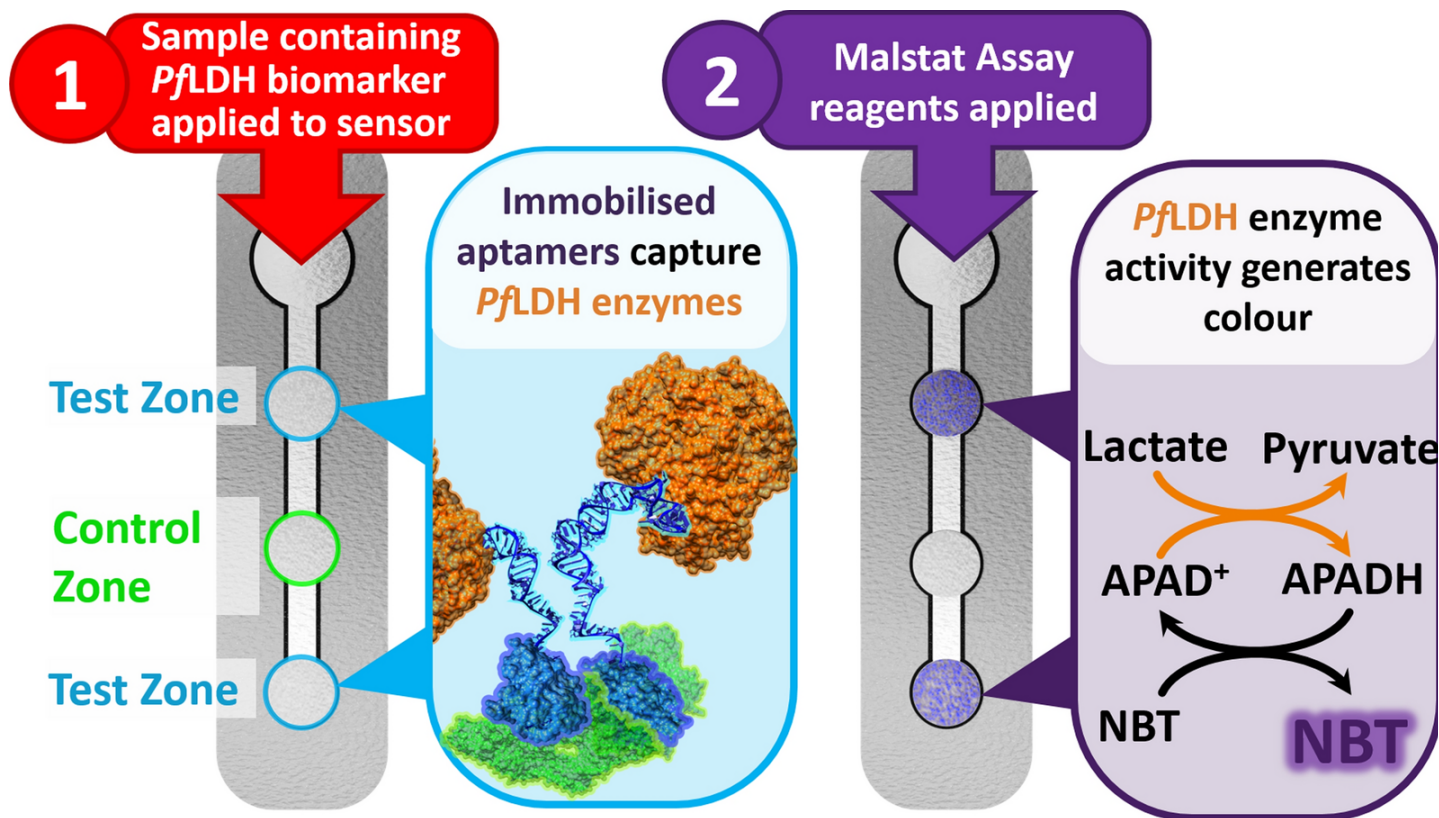 1
Sample containing
PfLDH biomarker
applied to sensor
2
Malstat Assay
reagents applied
Immobilised
aptamers capture
PfLDH enzymes
Test Zone
Control
Zone
Test Zone
PfLDH enzyme
activity generates
colour
Lactate Pyruvate
APAD⁺ APADH
NBT NBT